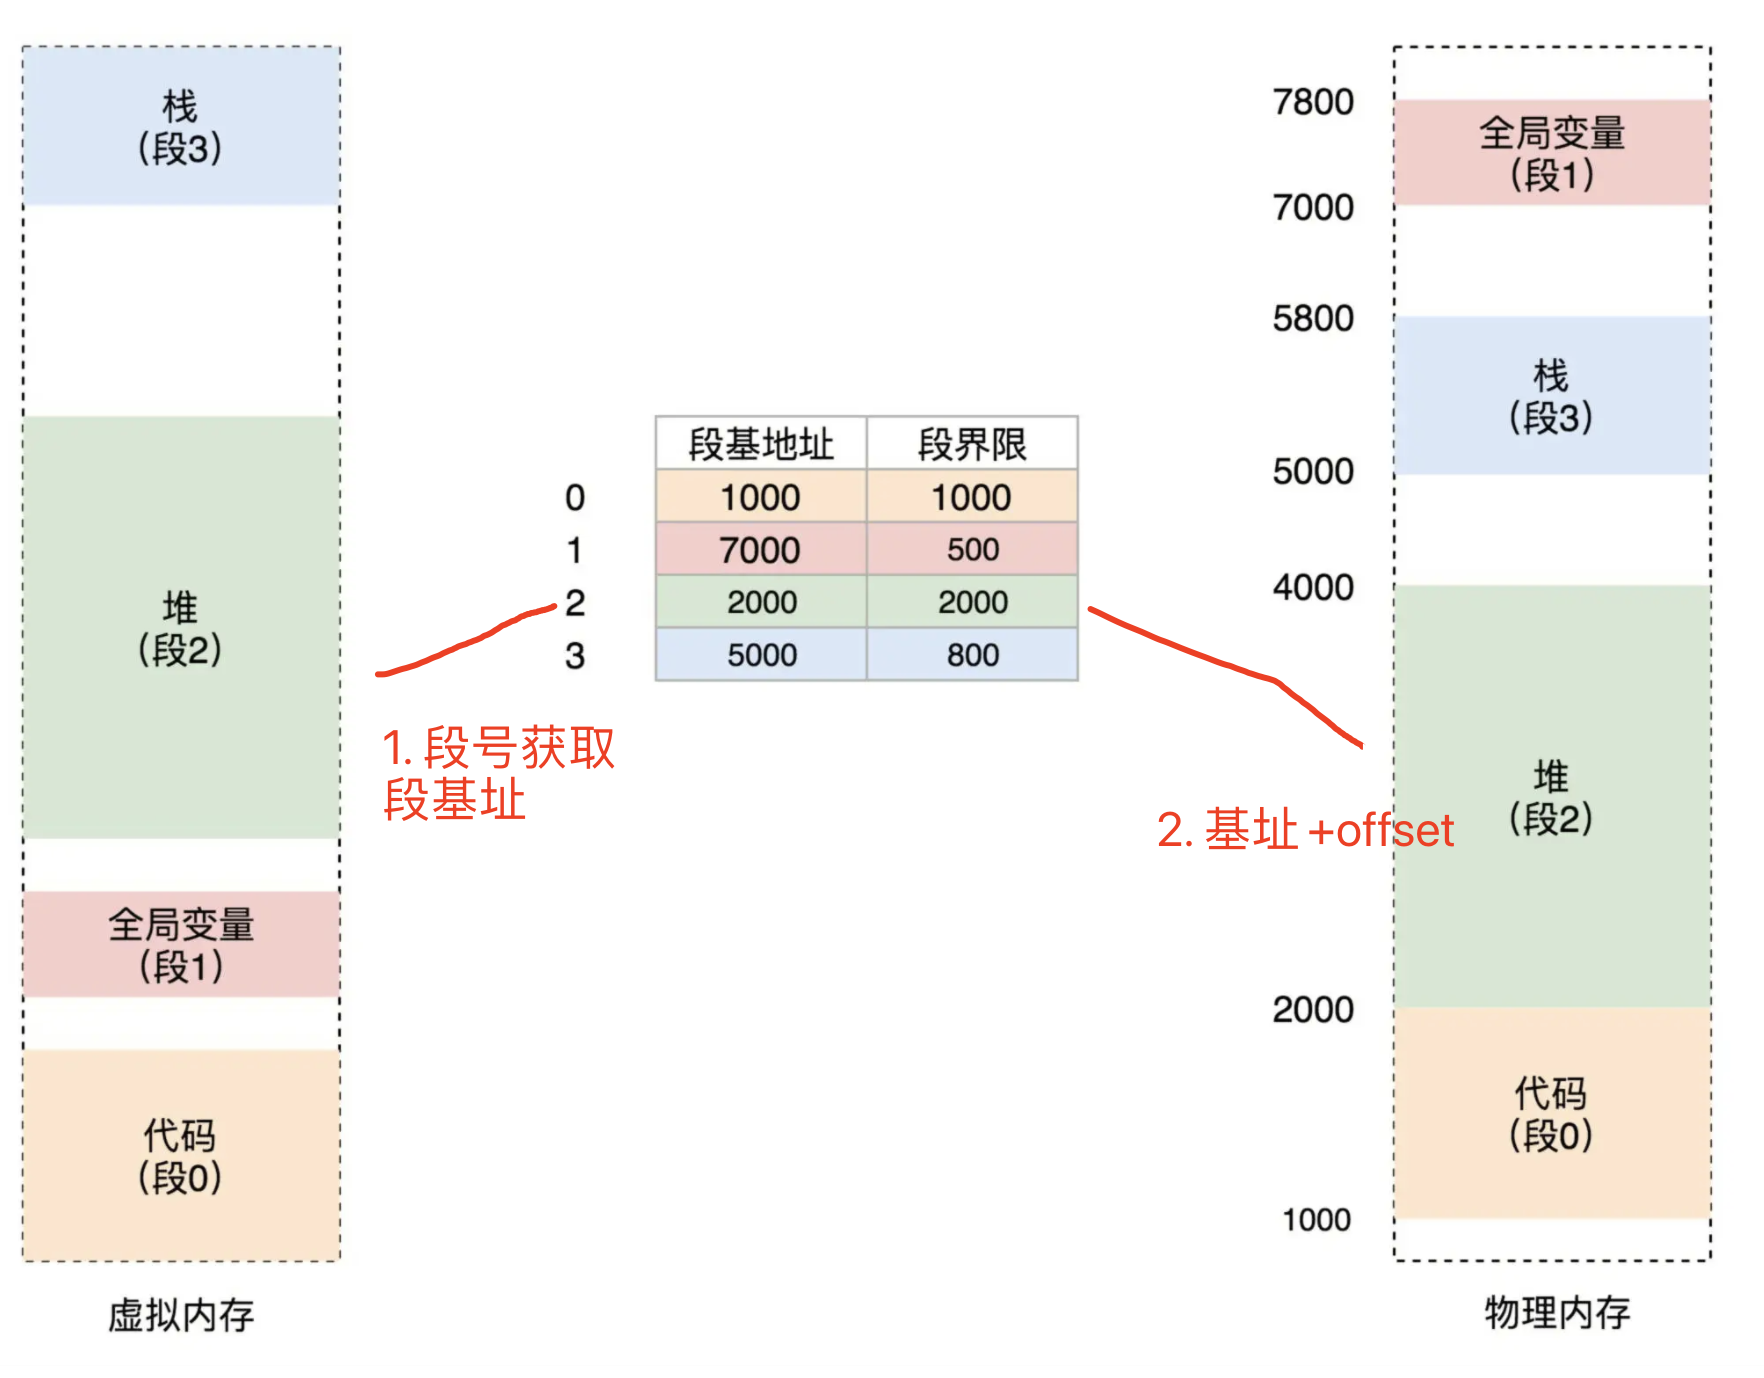 栈
（段3）
堆
（段2）
全局变量
（段1）
代码
（段0）
虚拟内存
段基地址 段界限
0 1000 1000
1 7000 500
2 2000 2000
3 5000 800
1. 段号获取
段基址
2. 基址 +offset
7800
全局变量
（段1）
7000
5800
栈
（段3）
5000
4000
堆
（段2）
2000
代码
（段0）
1000
物理内存